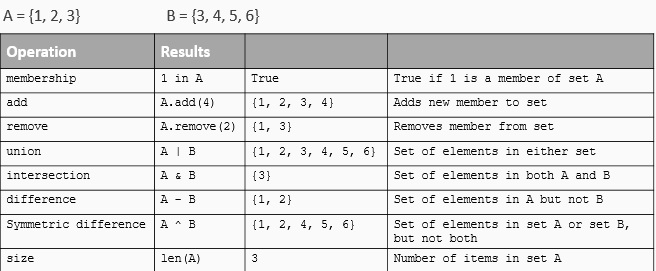 A = {1, 2, 3} B = {3, 4, 5, 6}
Operation Results
membership 1 in A True True if 1 is a member of set A
add A.add(4) {1, 2, 3, 4} Adds new member to set
remove A.remove(2) {1, 3} Removes member from set
union A | B {1, 2, 3, 4, 5, 6} Set of elements in either set
intersection A & B {3} Set of elements in both A and B
difference A - B {1, 2} Set of elements in A but not B
Symmetric difference A ^ B {1, 2, 4, 5, 6} Set of elements in set A or set B,
but not both
size len(A) 3 Number of items in set A